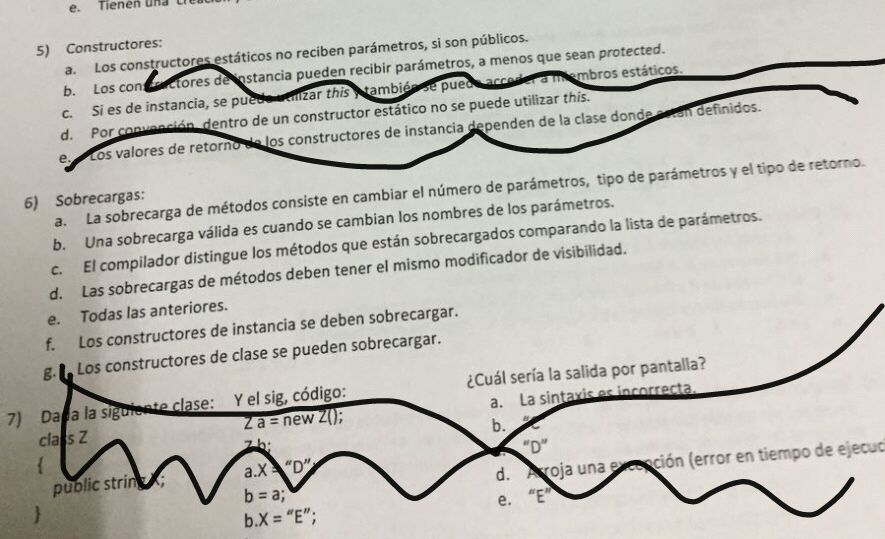 e. Tienen una
5) Constructores:
a. Los constructores estáticos no reciben parámetros, si son públicos.
b. Los constructores de instancia pueden recibir parámetros, a menos que sean protected.
c. Si es de instancia, se puede utilizar this y también se puede acceder a miembros estáticos.
d. Por convención, dentro de un constructor estático no se puede utilizar this.
e. Los valores de retorno de los constructores de instancia dependen de la clase donde están definidos.
6) Sobrecargas:
a. La sobrecarga de métodos consiste en cambiar el número de parámetros, tipo de parámetros y el tipo de retorno.
b. Una sobrecarga válida es cuando se cambian los nombres de los parámetros.
c. El compilador distingue los métodos que están sobrecargados comparando la lista de parámetros.
d. Las sobrecargas de métodos deben tener el mismo modificador de visibilidad.
e. Todas las anteriores.
f. Los constructores de instancia se deben sobrecargar.
g. Los constructores de clase se pueden sobrecargar.
7) Dada la siguiente clase:
class Z
{
public string X;
}
Y el sig, código:
Z a = new Z();
Z b;
a.X = “D”;
b = a;
b.X = “E”;
¿Cuál sería la salida por pantalla?
a. La sintaxis es incorrecta.
b. “C”
“D”
d. Arroja una excepción (error en tiempo de ejecuc
e. “E”